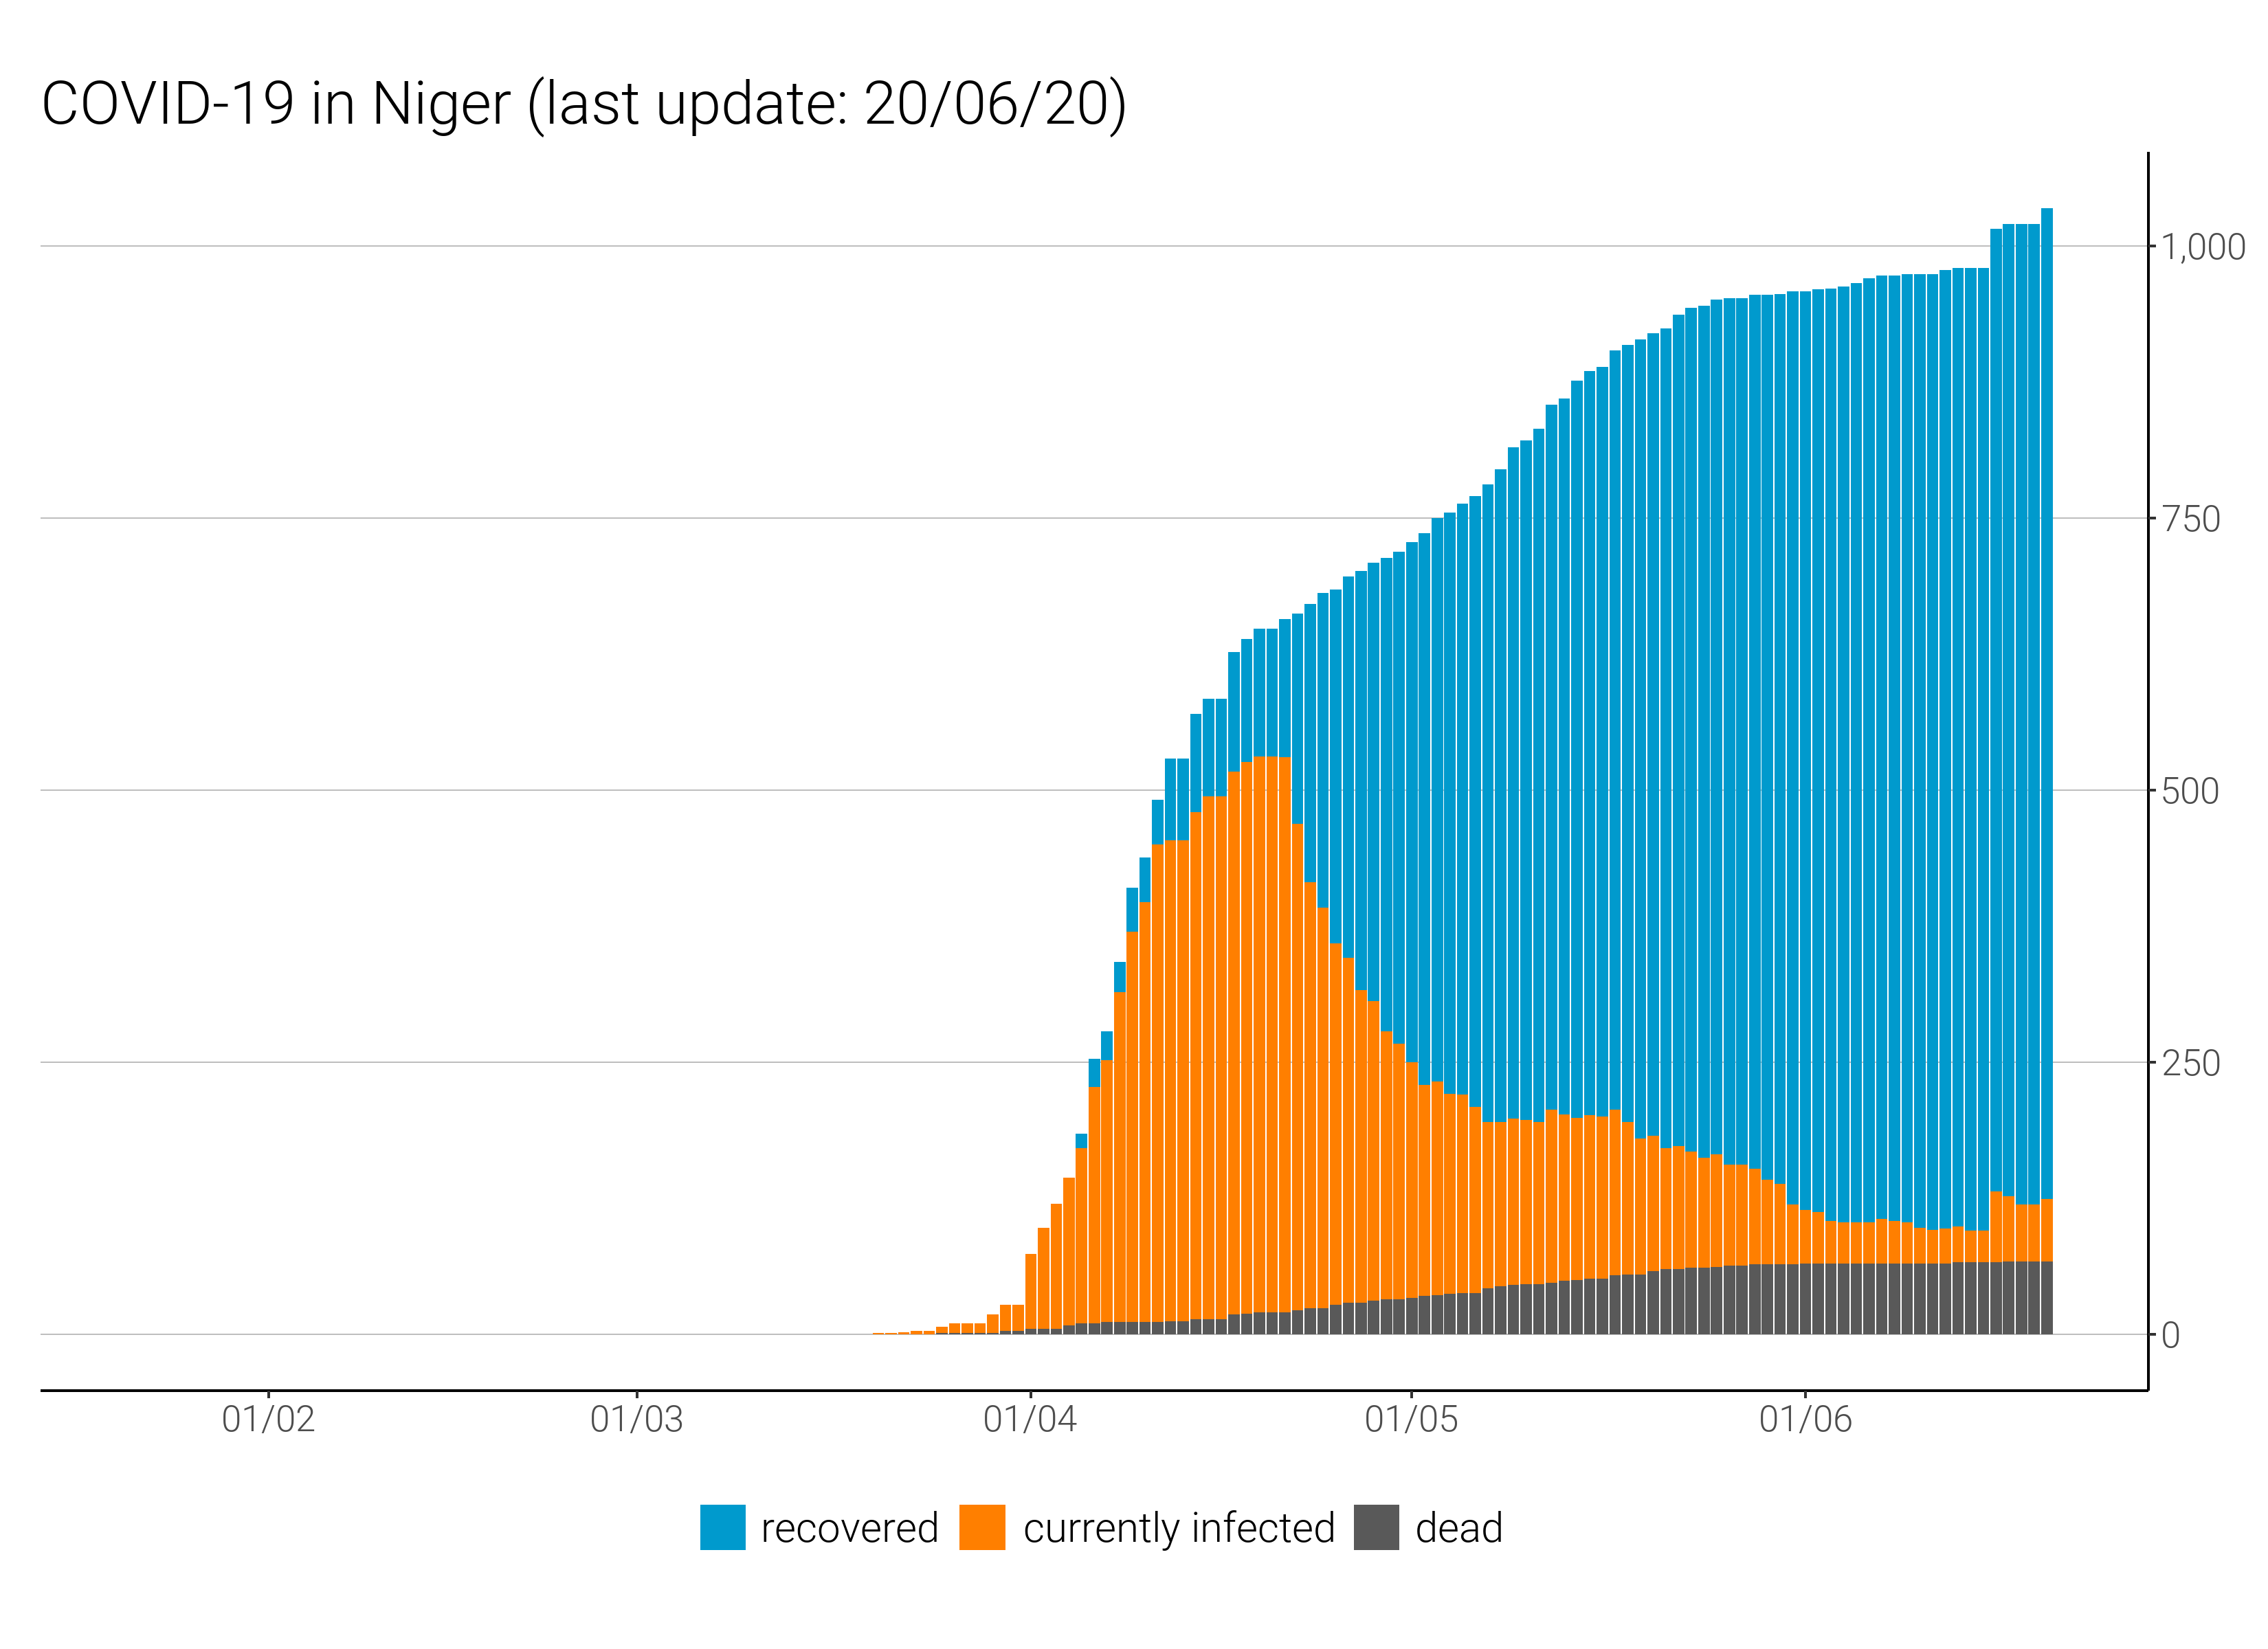 COVID-19 in Niger (last update: 20/06/20)
1,000
750
500
250
0
01/02 01/03 01/04 01/05 01/06
recovered currently infected dead